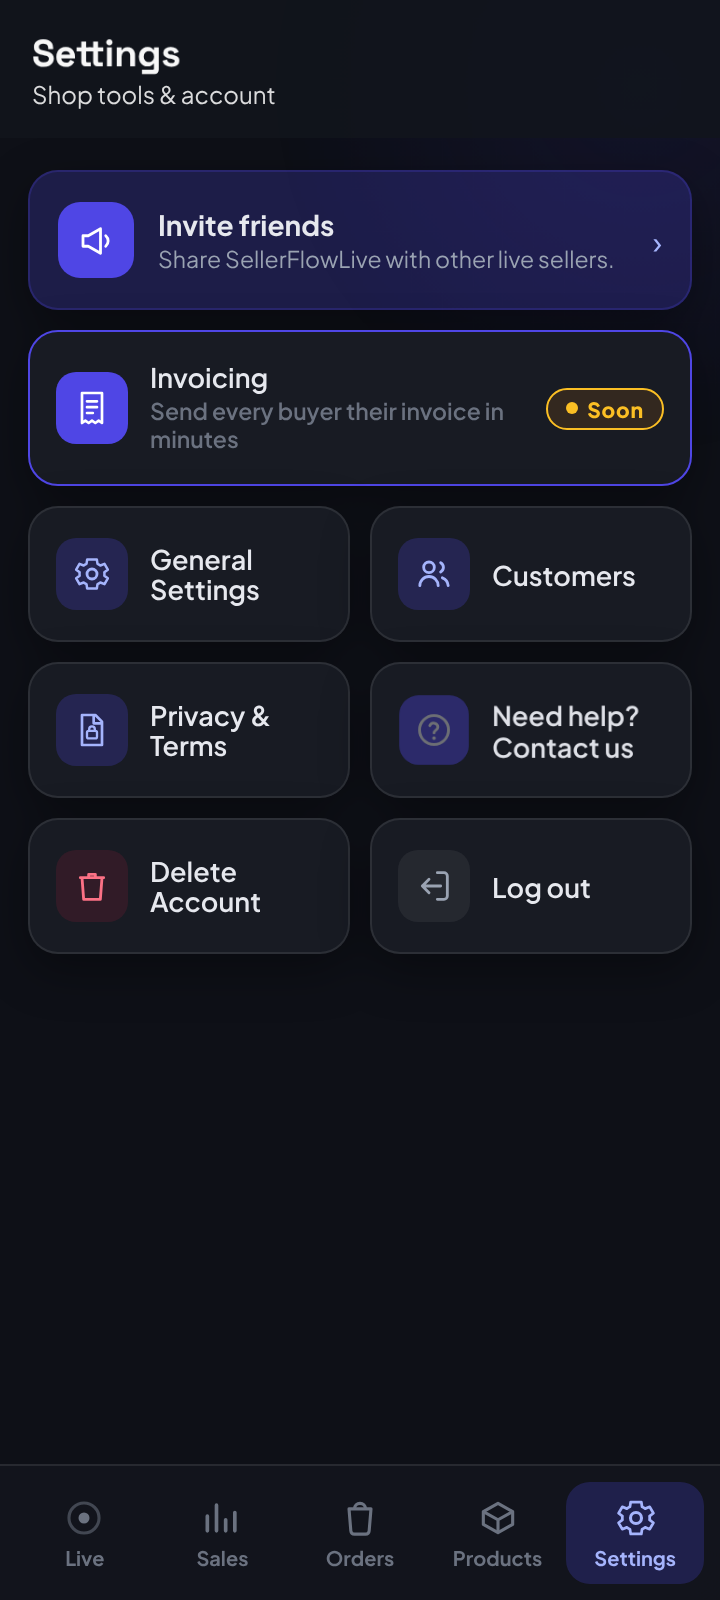 Settings
Shop tools & account
Invite friends
Share SellerFlowLive with other live sellers.
Invoicing
Send every buyer their invoice in
minutes
Soon
General
Settings
Customers
Privacy &
Terms
Need help?
Contact us
Delete
Account
Log out
Live
Sales
Orders
Products
Settings